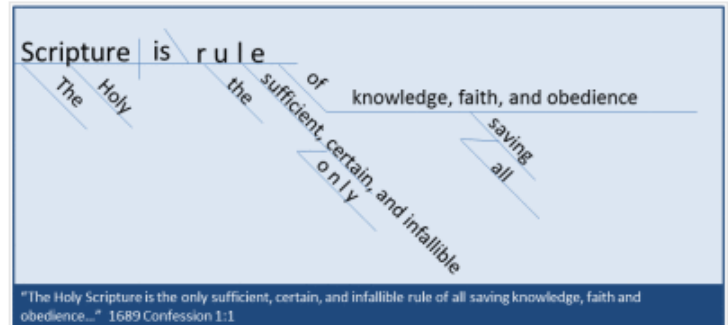 Scripture is rule
The Holy the sufficient, certain, and infallible of
only
knowledge, faith, and obedience
saving
all
"The Holy Scripture is the only sufficient, certain, and infallible rule of all saving knowledge, faith and
obedience..." 1689 Confession 1:1